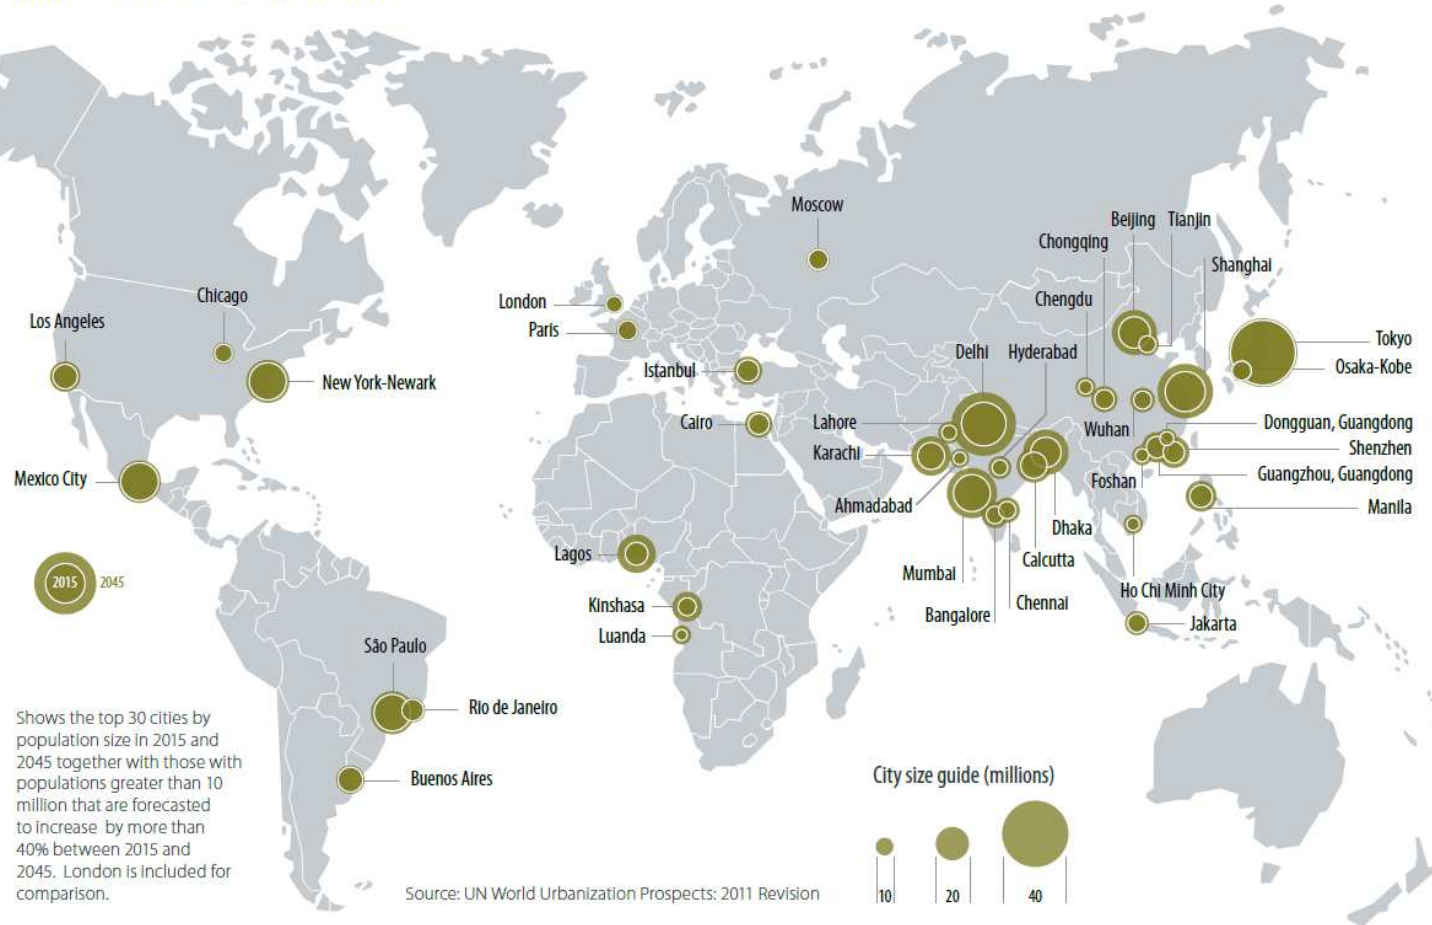 Moscow
Beijing
Tianjin
Chongqing
Shanghai
Chicago
London
Chengdu
Los Angeles
Paris
Tokyo
Delhi
Hyderabad
Osaka-Kobe
Istanbul
New York-Newark
Cairo
Lahore
Wuhan
Dongguan, Guangdong
Karachi
Shenzhen
Mexico City
Foshan
Guangzhou, Guangdong
Ahmadabad
Manila
Dhaka
Lagos
Calcutta
Mumbai
2015
2045
Ho Chi Minh City
Kinshasa
Chennai
Bangalore
Luanda
Jakarta
São Paulo
Rio de Janeiro
Shows the top 30 cities by
population size in 2015 and
2045 together with those with
populations greater than 10
million that are forecasted
to increase by more than
40% between 2015 and
2045. London is included for
comparison.
Buenos Aires
City size guide (millions)
10
20
40
Source: UN World Urbanization Prospects: 2011 Revision